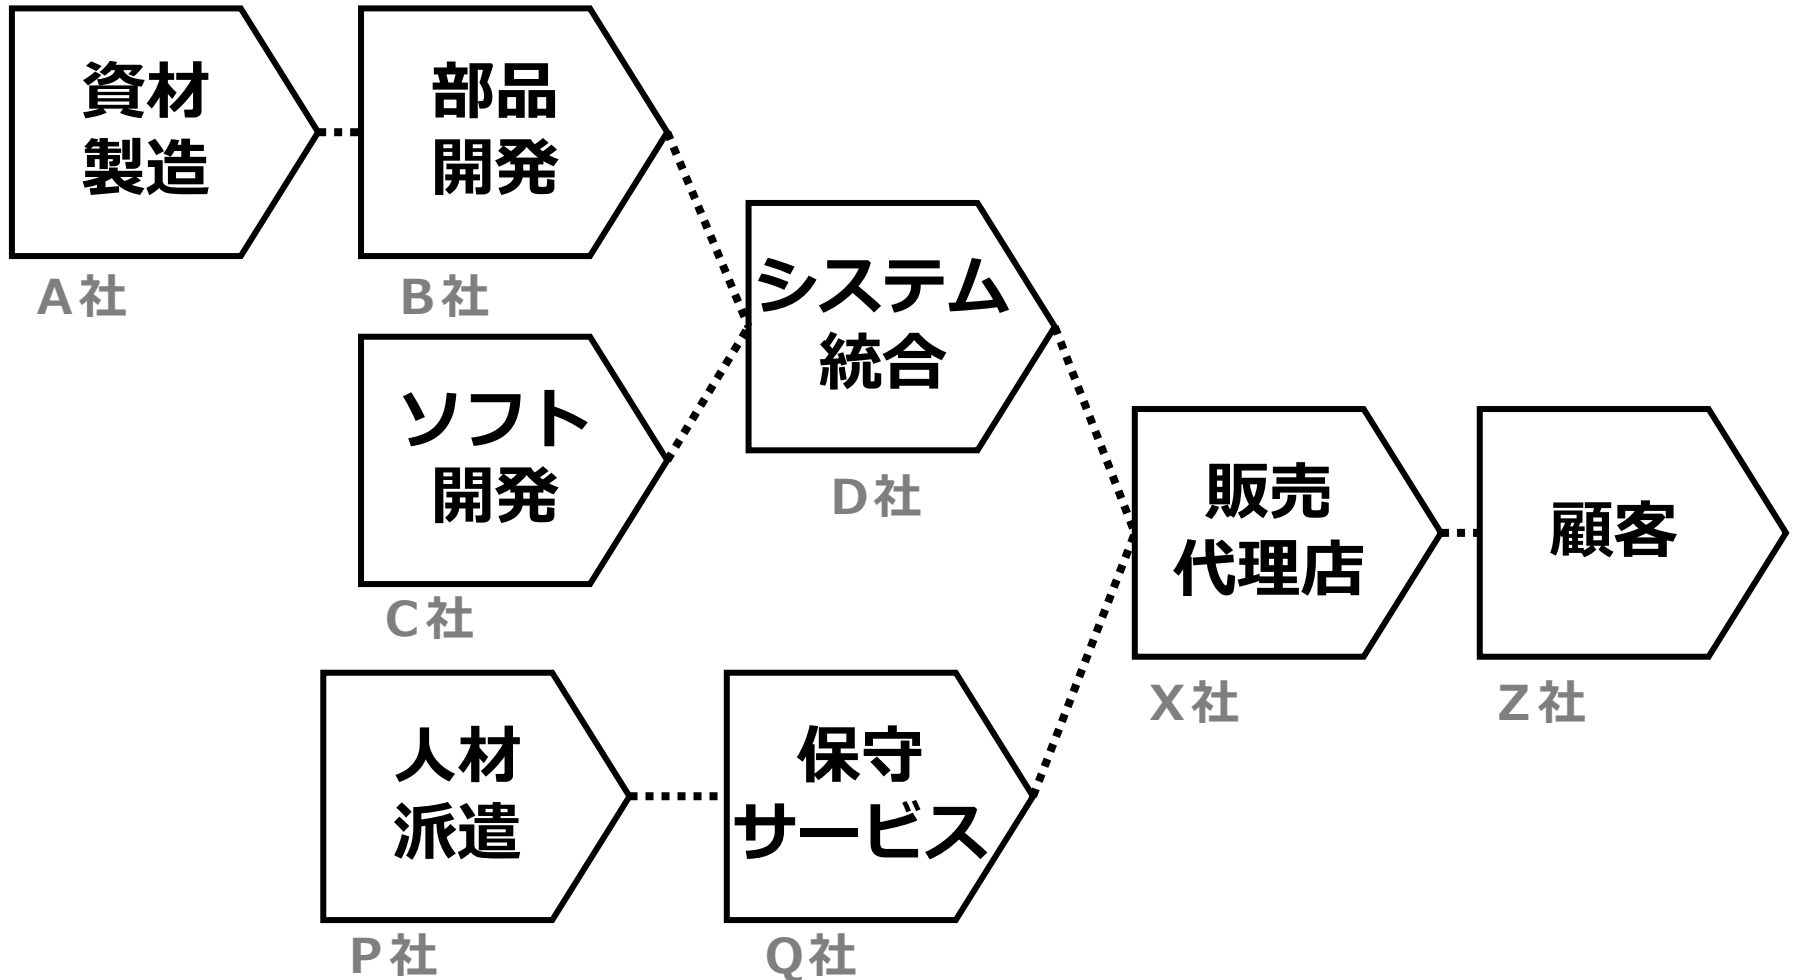 資材
製造
A社
部品
開発
B社
ソフト
開発
C社
システム
統合
D社
人材
派遣
P社
保守
サービス
Q社
販売
代理店
X社
顧客
Z社